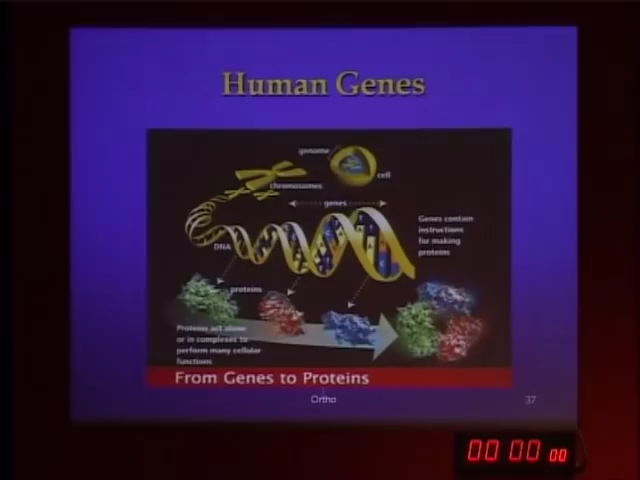 Human Genes
genome
cell
chromosomes
genes
Genes contain
instructions
for making
proteins
DNA
proteins
Proteins act alone
or in complexes to
perform many cellular
functions
From Genes to Proteins
Ortho
37
00 00 00